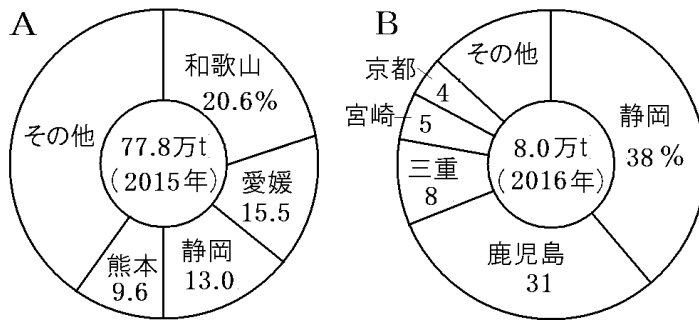 A
和歌山
20.6%
愛媛
15.5
静岡
13.0
熊本
9.6
その他
77.8万t
(2015年)
B
静岡
38%
鹿児島
31
三重
8
宮崎
5
京都
4
その他
8.0万t
(2016年)